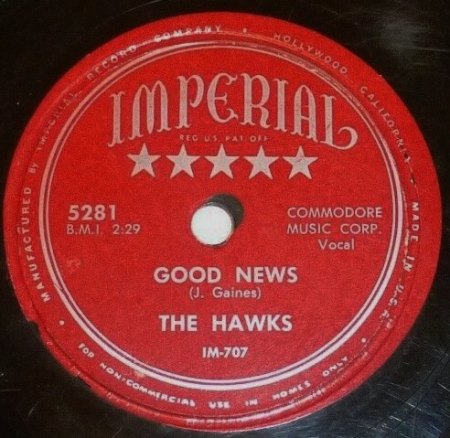 MANUFACTURED BY IMPERIAL RECORD COMPANY ★ HOLLYWOOD, CALIFORNIA ★ MADE IN U.S.A.
IMPERIAL
REG U.S. PAT OFF
★★★★★
5281
B.M.I. 2:29
COMMODORE
MUSIC CORP.
Vocal
GOOD NEWS
(J. Gaines)
THE HAWKS
IM-707
★ FOR NON-COMMERCIAL USE IN HOMES ONLY ★